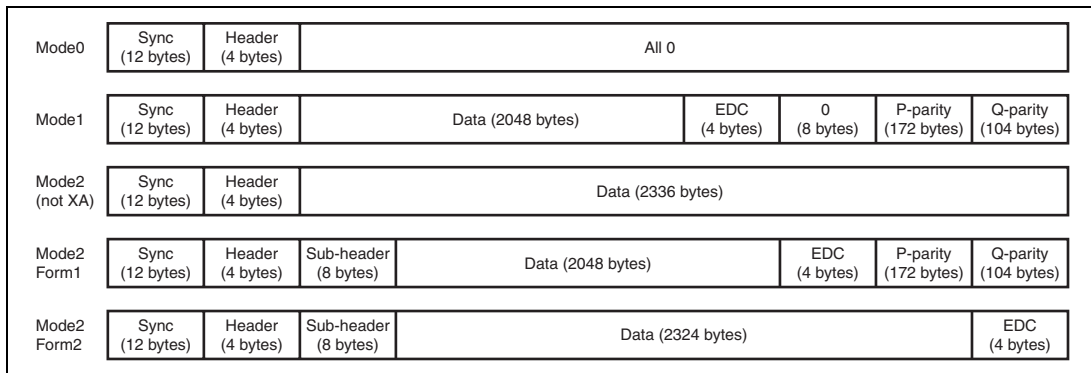 Mode0 Sync Header All 0
(12 bytes) (4 bytes)
Mode1 Sync Header Data (2048 bytes) EDC 0 P-parity Q-parity
(12 bytes) (4 bytes) (4 bytes) (8 bytes) (172 bytes) (104 bytes)
Mode2 Sync Header Data (2336 bytes)
(not XA) (12 bytes) (4 bytes)
Mode2 Sync Header Sub-header Data (2048 bytes) EDC P-parity Q-parity
Form1 (12 bytes) (4 bytes) (8 bytes) (4 bytes) (172 bytes) (104 bytes)
Mode2 Sync Header Sub-header Data (2324 bytes) EDC
Form2 (12 bytes) (4 bytes) (8 bytes) (4 bytes)